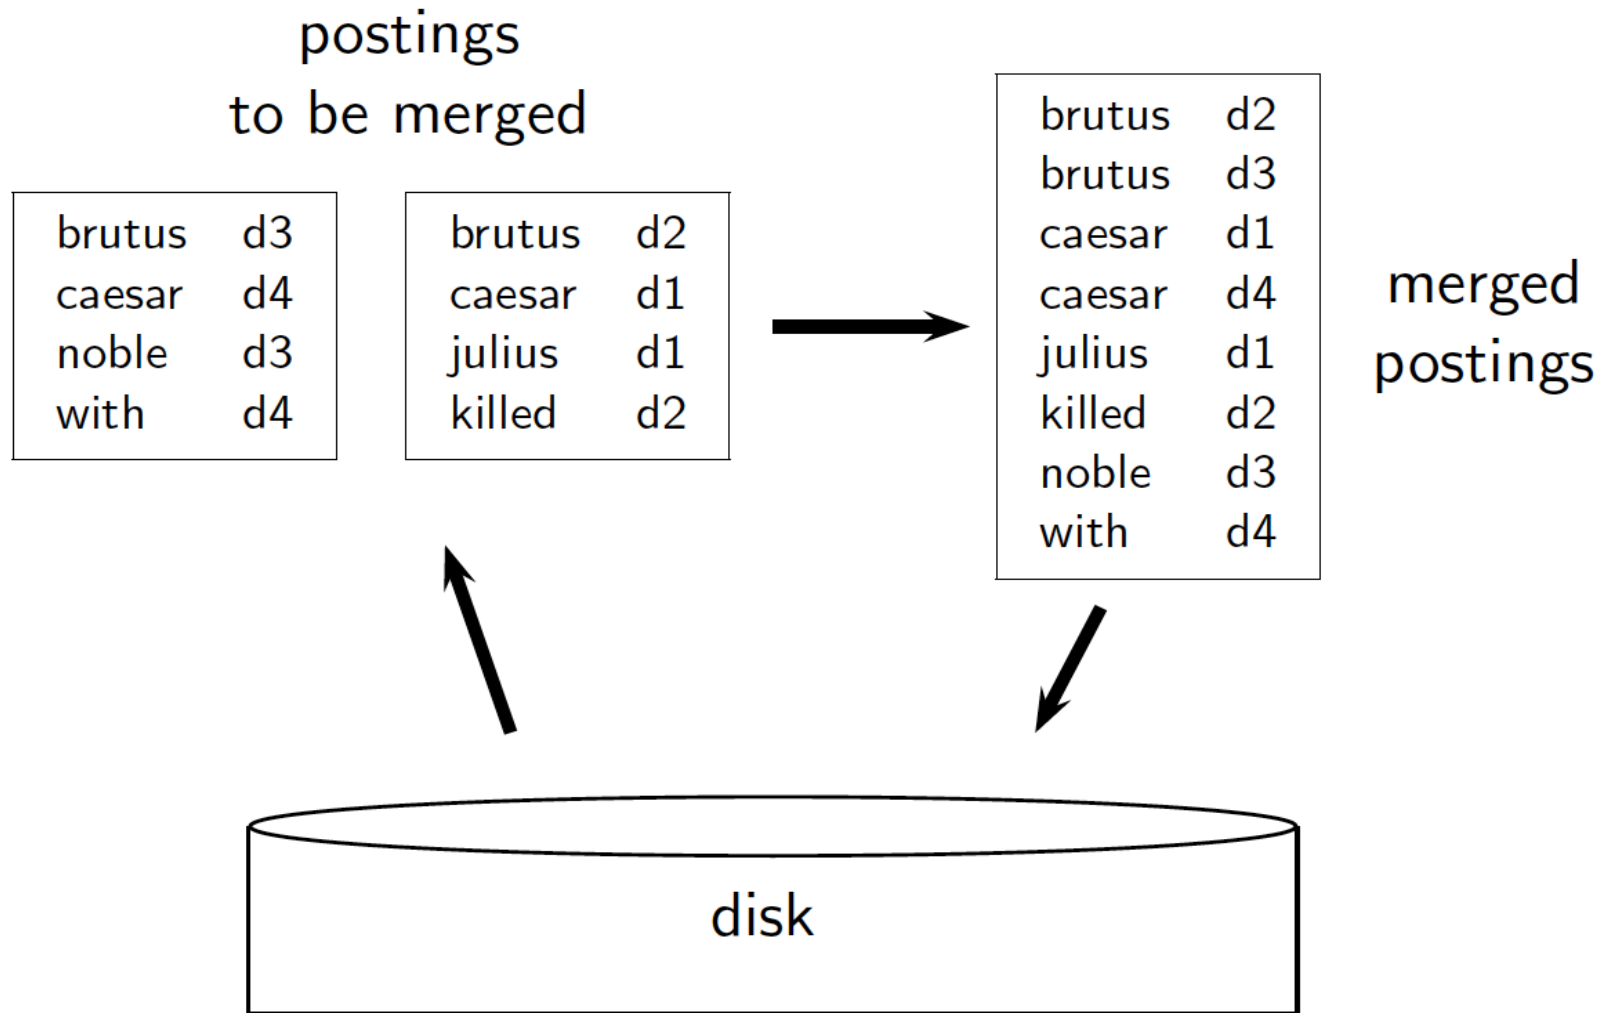 postings
to be merged
brutus d3
caesar d4
noble d3
with d4
brutus d2
caesar d1
julius d1
killed d2
brutus d2
brutus d3
caesar d1
caesar d4
julius d1
killed d2
noble d3
with d4
merged
postings
disk